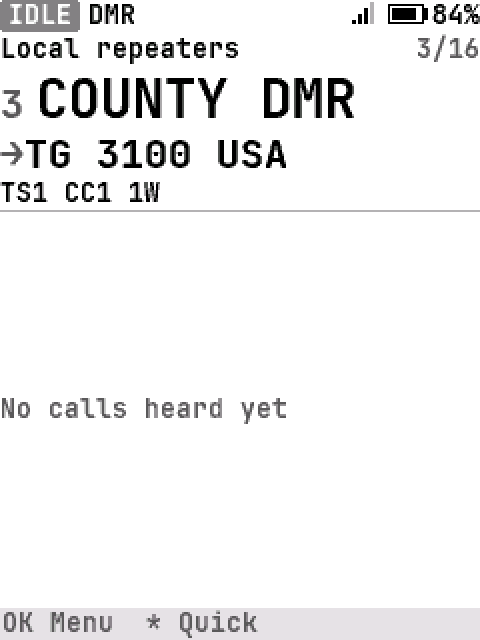 IDLE DMR 84%
Local repeaters 3/16
3 COUNTY DMR
→TG 3100 USA
TS1 CC1 1W
No calls heard yet
OK Menu * Quick